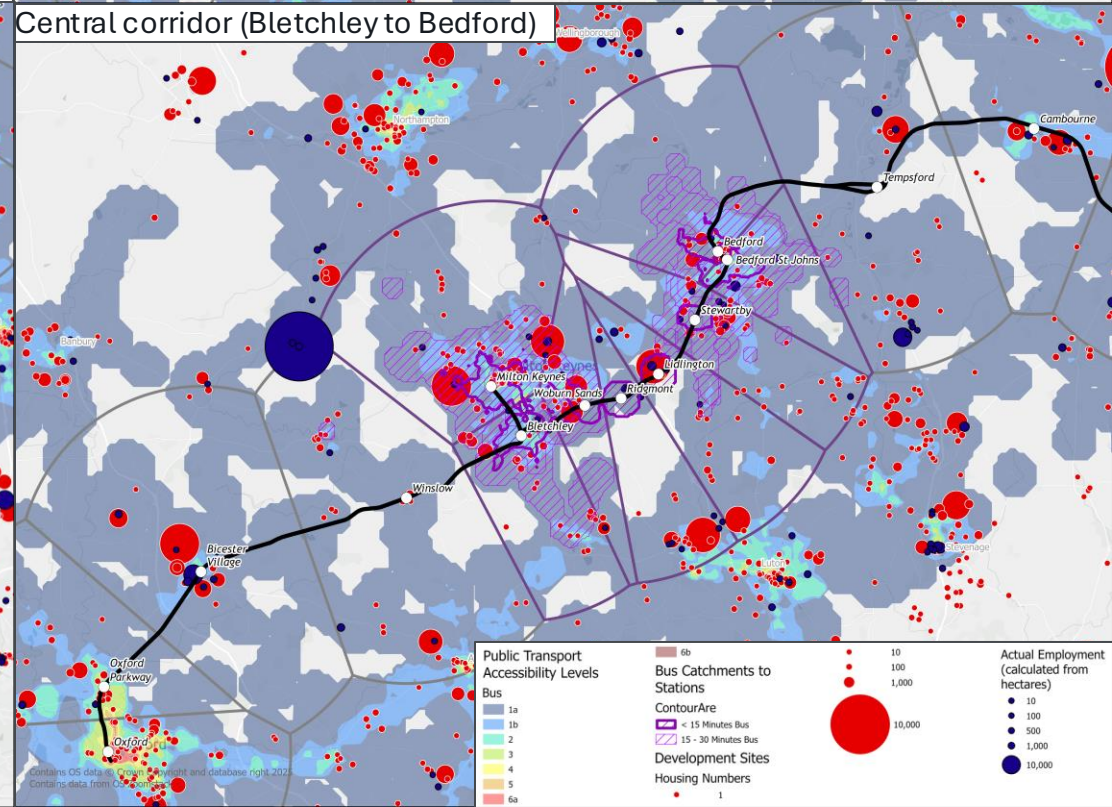 Central corridor (Bletchley to Bedford)
Wellingborough
Northampton
Cambourne
Tempsford
Bedford
Bedford St Johns
Stewartby
Banbury
Lidlington
Milton Keynes
Ridgmont
Woburn Sands
Bletchley
Winslow
Stevenage
Bicester
Village
Luton
Oxford
Parkway
Oxford
Contains OS data © Crown copyright and database right 2025
Contains data from OS Zoomstack
Public Transport
Accessibility Levels
Bus
1a
1b
2
3
4
5
6a
6b
Bus Catchments to
Stations
ContourAre
< 15 Minutes Bus
15 - 30 Minutes Bus
Development Sites
Housing Numbers
1
10
100
1,000
10,000
Actual Employment
(calculated from
hectares)
10
100
500
1,000
10,000